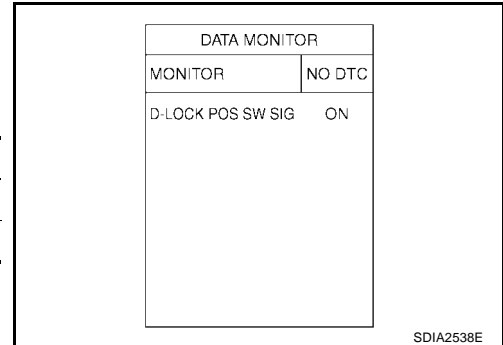 DATA MONITOR
MONITOR NO DTC
D-LOCK POS SW SIG ON
SDIA2538E